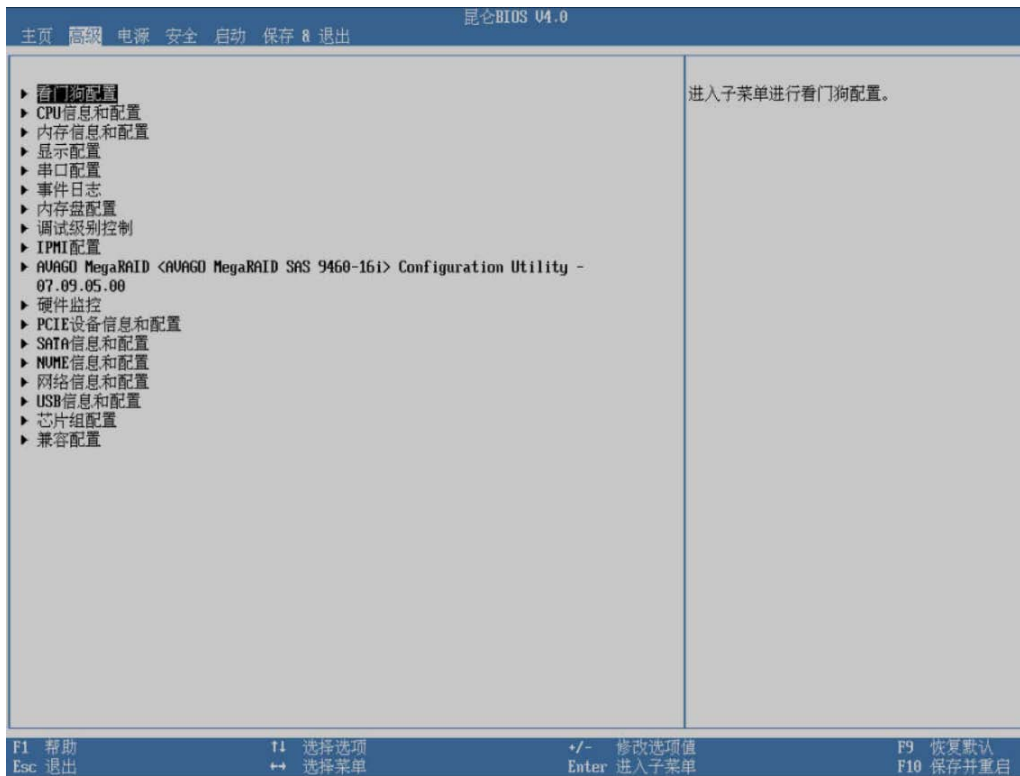 昆仑BIOS V4.0
主页 高级 电源 安全 启动 保存 & 退出
看门狗配置
进入子菜单进行看门狗配置。
CPU信息和配置
内存信息和配置
显示配置
串口配置
事件日志
内存盘配置
调试级别控制
IPMI配置
AVAGO MegaRAID <AVAGO MegaRAID SAS 9460-16i> Configuration Utility -
07.09.05.00
硬件监控
PCIE设备信息和配置
SATA信息和配置
NVME信息和配置
网络信息和配置
USB信息和配置
芯片组配置
兼容配置
F1 帮助 ↑↓ 选择选项 +/- 修改选项值 F9 恢复默认
Esc 退出 ↔ 选择菜单 Enter 进入子菜单 F10 保存并重启